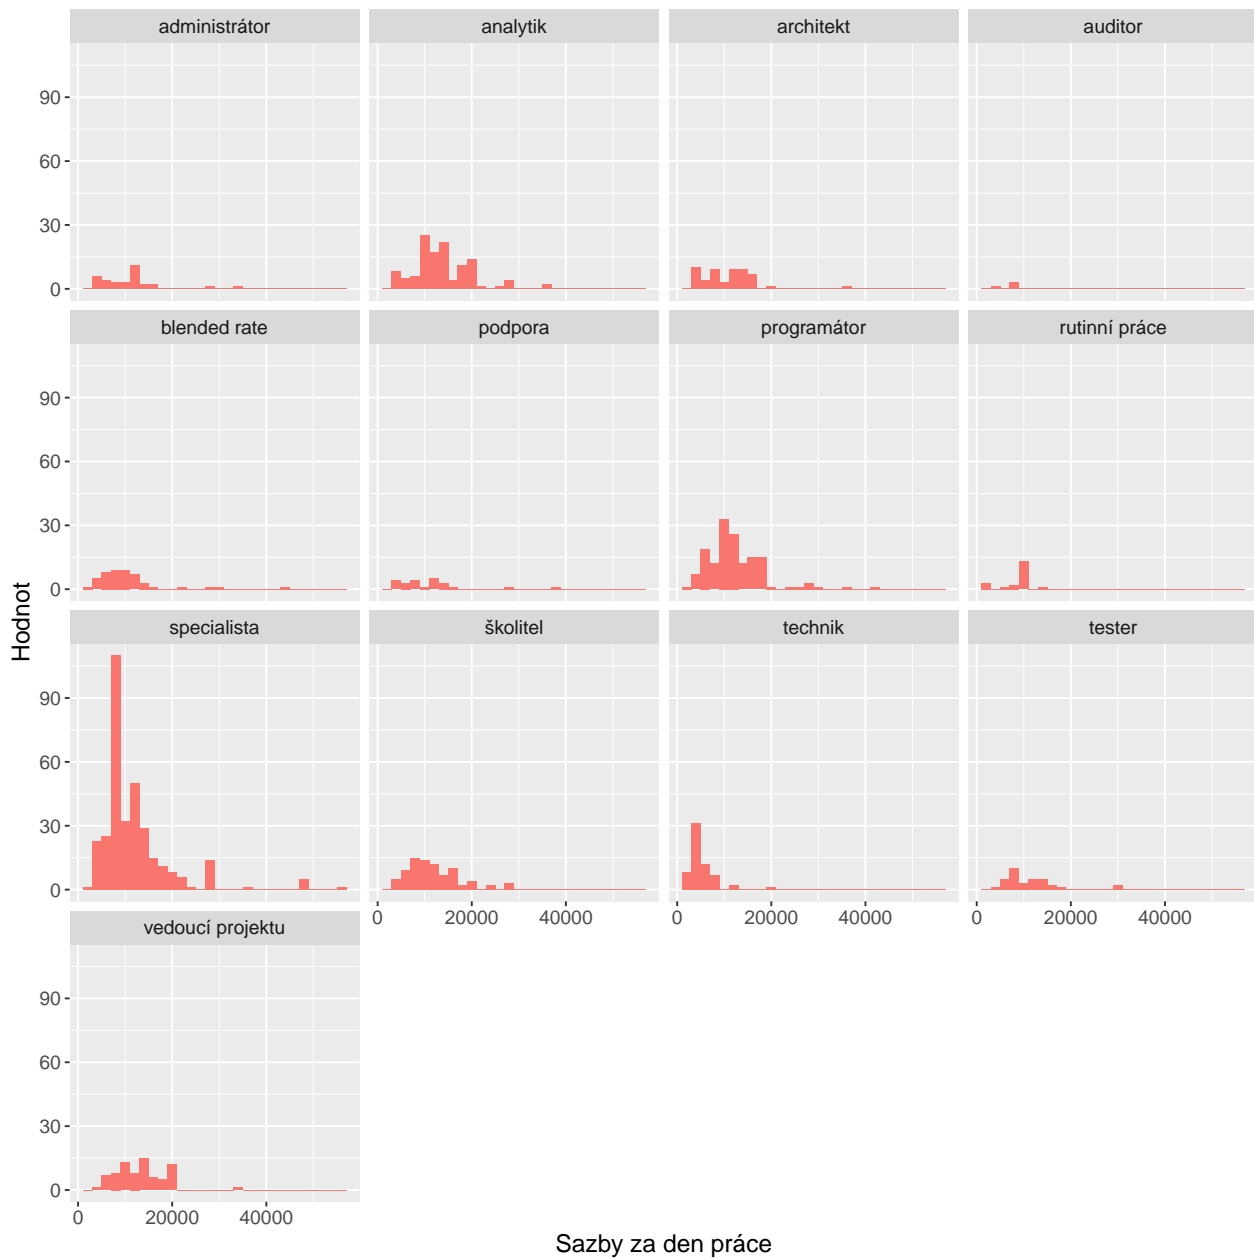 administrátor analytik architekt auditor
90
60
30
0
blended rate podpora programátor rutinní práce
90
60
30
0
Hodnot
specialista školitel technik tester
90
60
30
0
0 20000 40000 0 20000 40000 0 20000 40000
vedoucí projektu
90
60
30
0
0 20000 40000
Sazby za den práce